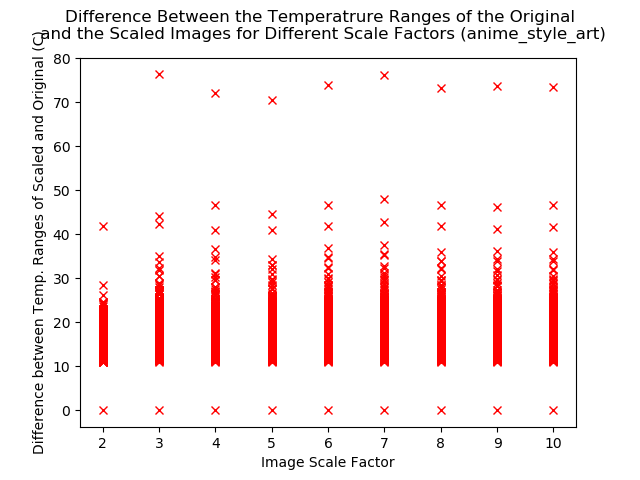 Difference Between the Temperatrure Ranges of the Original
and the Scaled Images for Different Scale Factors (anime_style_art)
Difference between Temp. Ranges of Scaled and Original (C)
80
70
60
50
40
30
20
10
0
2 3 4 5 6 7 8 9 10
Image Scale Factor